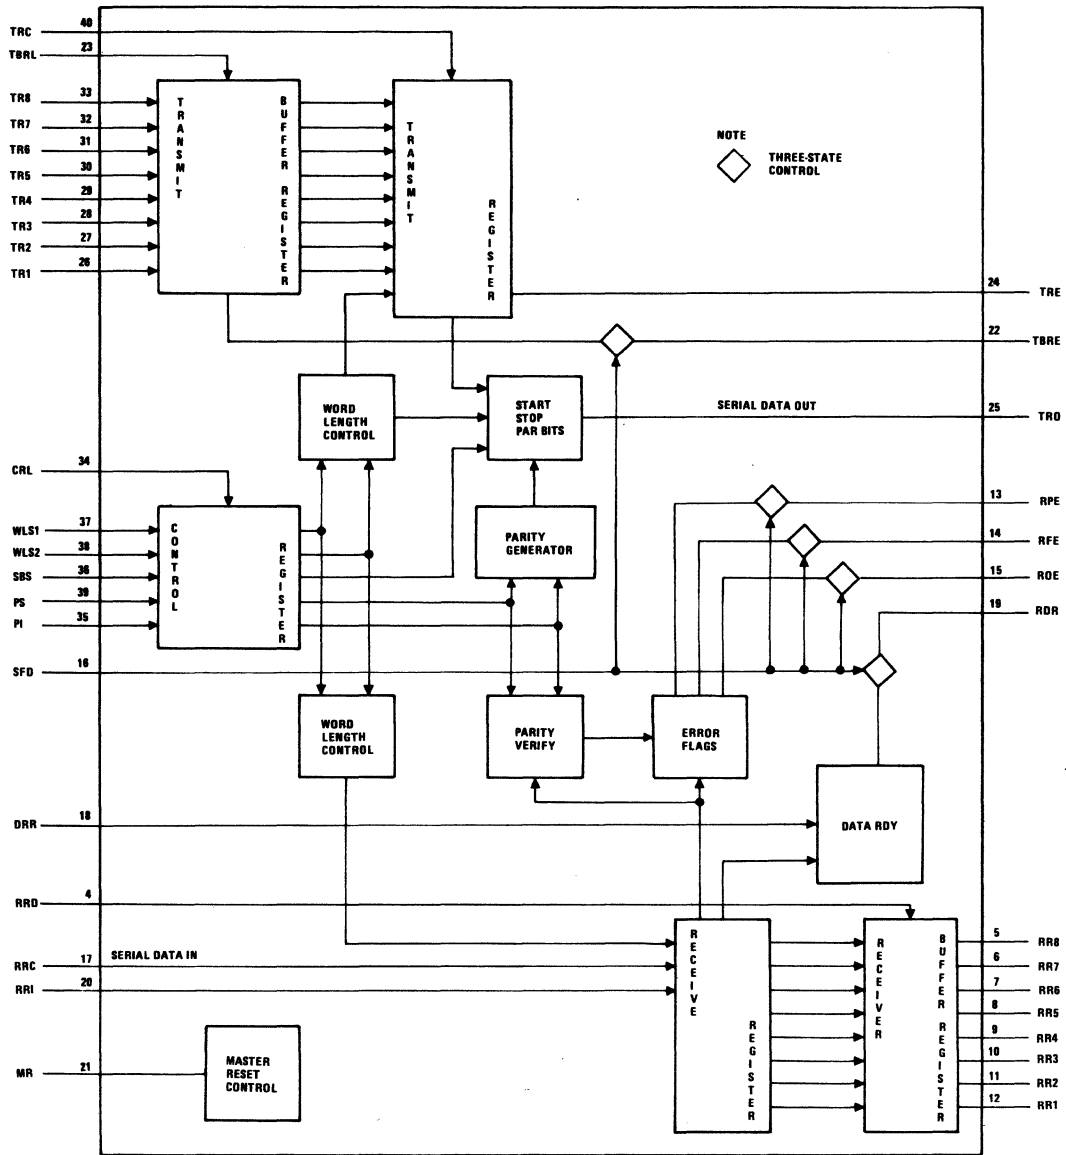 TRC 40
TBRL 23
TR8 33
TR7 32
TR6 31
TR5 30
TR4 29
TR3 28
TR2 27
TR1 26
TRANSMIT
BUFFER REGISTER
TRANSMIT
REGISTER
NOTE
THREE-STATE
CONTROL
24 TRE
22 TBRE
WORD
LENGTH
CONTROL
START
STOP
PAR BITS
SERIAL DATA OUT
25 TRO
CRL 34
WLS1 37
WLS2 38
SBS 36
PS 39
PI 35
CONTROL
REGISTER
PARITY
GENERATOR
13 RPE
14 RFE
15 ROE
19 RDR
SFD 16
WORD
LENGTH
CONTROL
PARITY
VERIFY
ERROR
FLAGS
DRR 18
DATA RDY
RRD 4
SERIAL DATA IN
RRC 17
RRI 20
RECEIVE
REGISTER
RECEIVER
BUFFER REGISTER
5 RR8
6 RR7
7 RR6
8 RR5
9 RR4
10 RR3
11 RR2
12 RR1
MR 21
MASTER
RESET
CONTROL